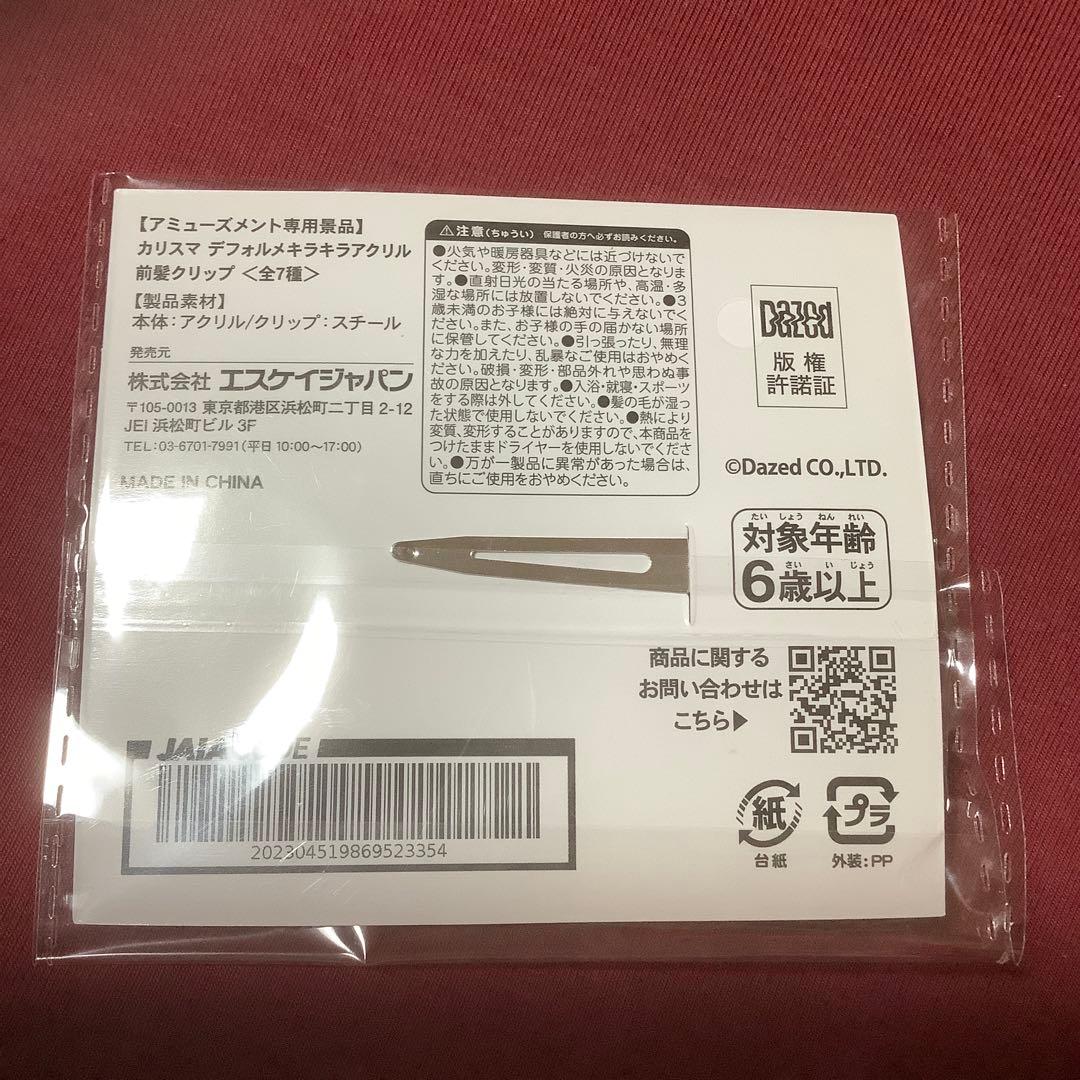 【アミューズメント専用景品】
カリスマ デフォルメキラキラアクリル
前髪クリップ ＜全7種＞
【製品素材】
本体：アクリル/クリップ：スチール
発売元
株式会社 エスケイジャパン
〒105-0013 東京都港区浜松町二丁目2-12
JEI 浜松町ビル 3F
TEL：03-6701-7991（平日 10:00〜17:00）
MADE IN CHINA
⚠注意（ちゅうい） 保護者の方へ必ずお読みください。
●火気や暖房器具などには近づけないで
ください。変形・変質・火災の原因となりま
す。●直射日光の当たる場所や、高温・多
湿な場所には放置しないでください。●3
歳未満のお子様には絶対に与えないでく
ださい。また、お子様の手の届かない場所
に保管してください。●引っ張ったり、無理
な力を加えたり、乱暴なご使用はおやめく
ださい。破損・変形・部品外れや思わぬ事
故の原因となります。●入浴・就寝・スポーツ
をする際は外してください。●髪の毛が湿っ
た状態で使用しないでください。●熱により
変質、変形することがありますので、本商品を
つけたままドライヤーを使用しないでくださ
い。●万が一製品に異常があった場合は、
直ちにご使用をおやめください。
Dazed
版権
許諾証
©Dazed CO.,LTD.
たい しょう ねん れい
対象年齢
さい い じょう
6歳以上
商品に関する
お問い合わせは
こちら▶
202304519869523354
紙
台紙
プラ
外装：PP